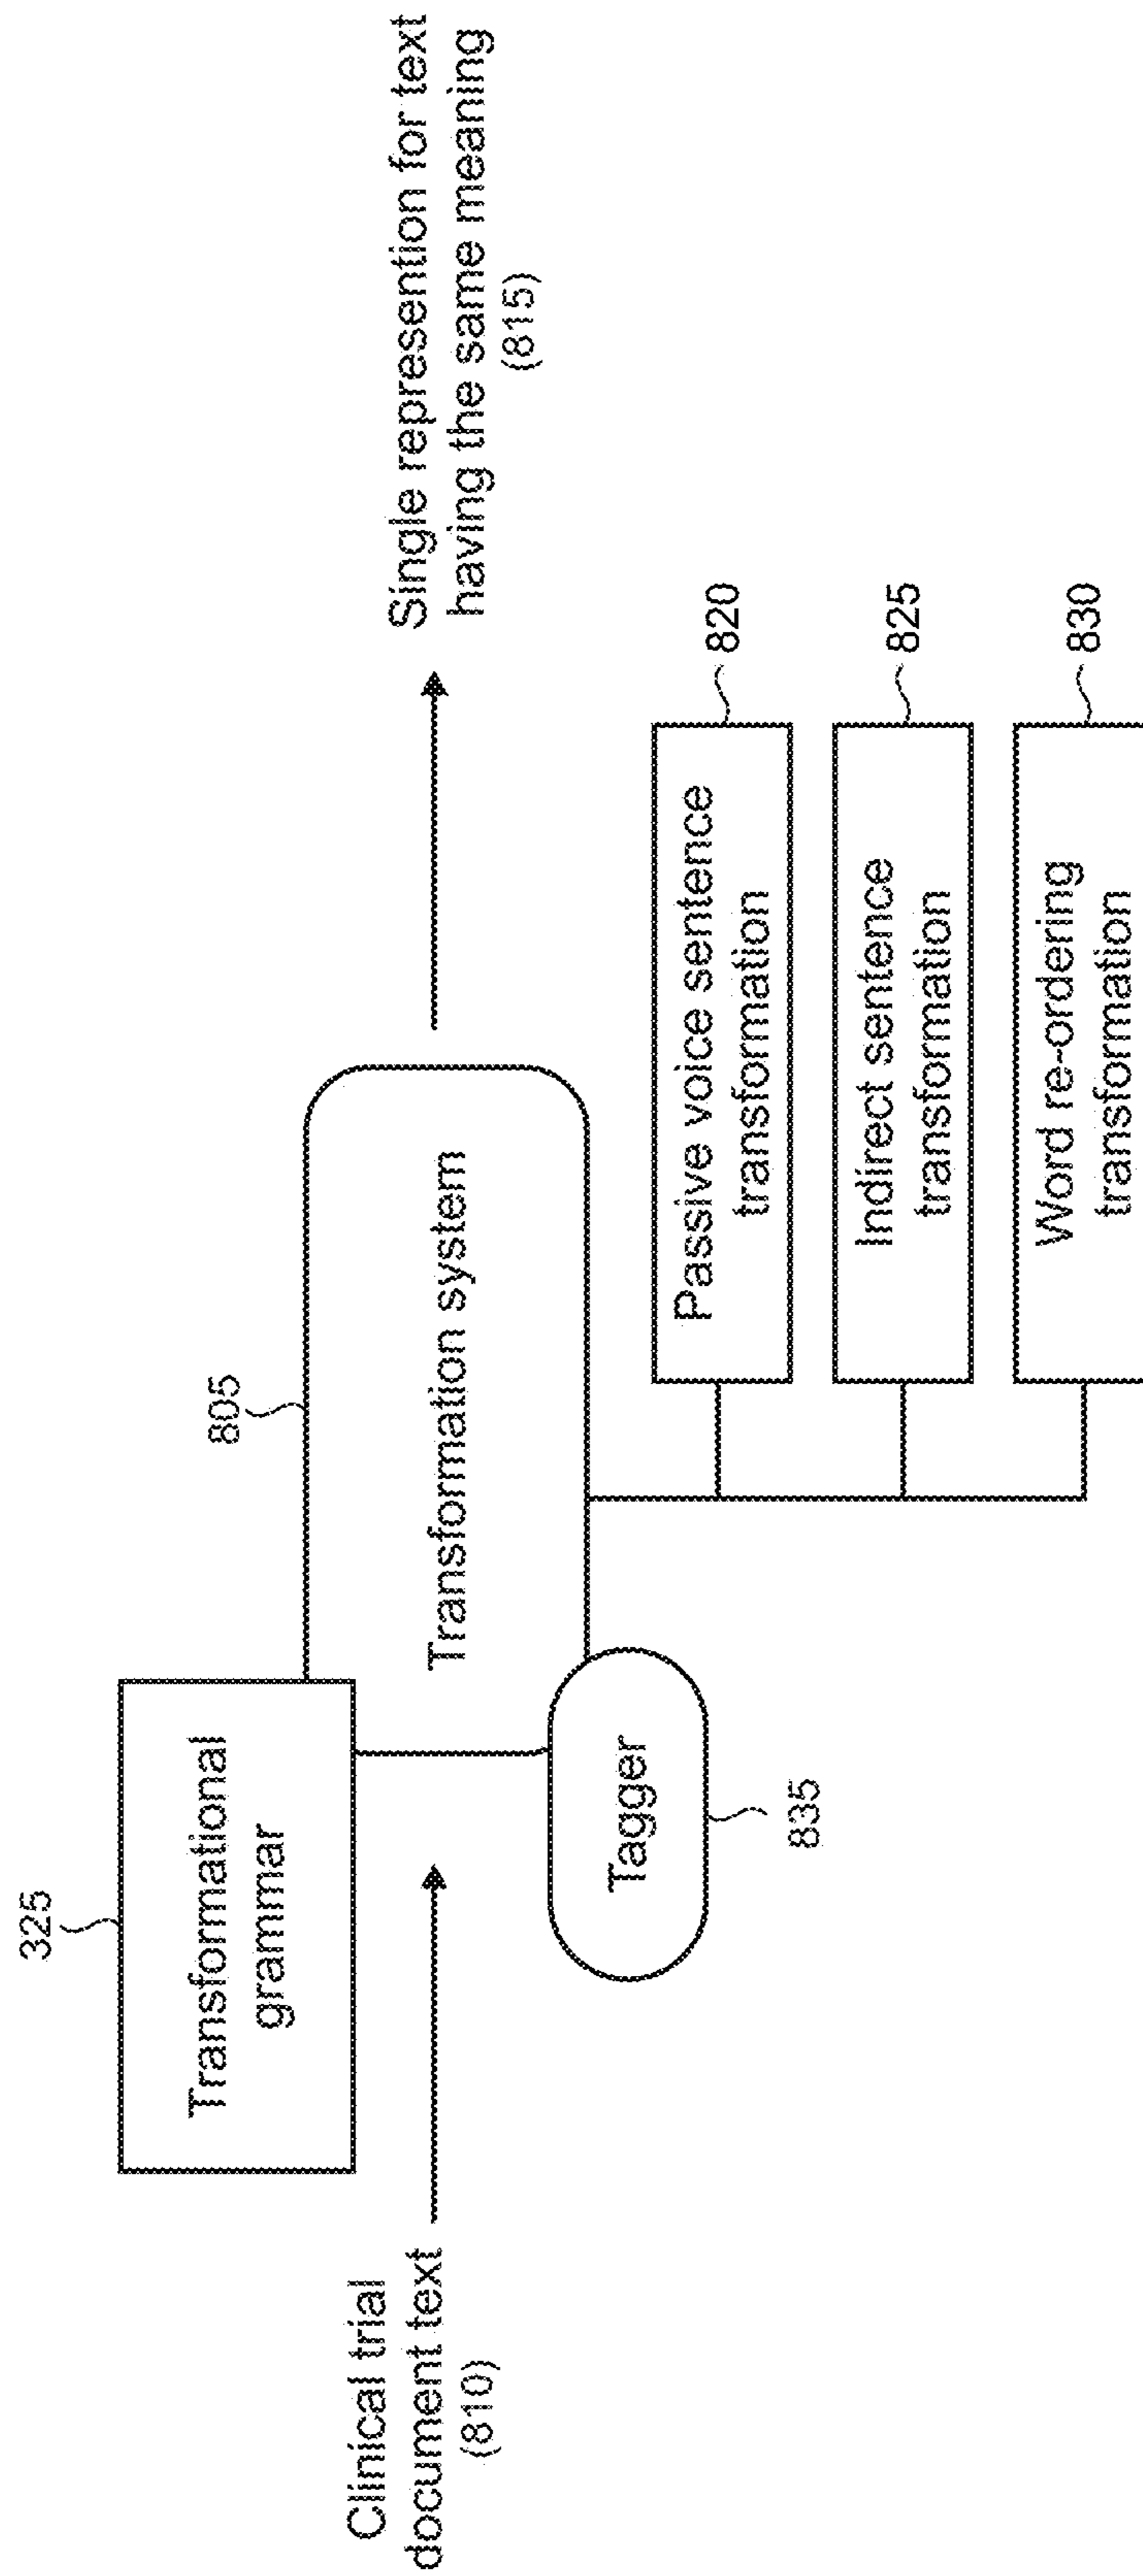 325
Transformational
grammar
805
Clinical trial
document text
(810)
Transformation system
Single represention for text
having the same meaning
(815)
Tagger
835
Passive voice sentence
transformation
820
Indirect sentence
transformation
825
Word re-ordering
transformation
830